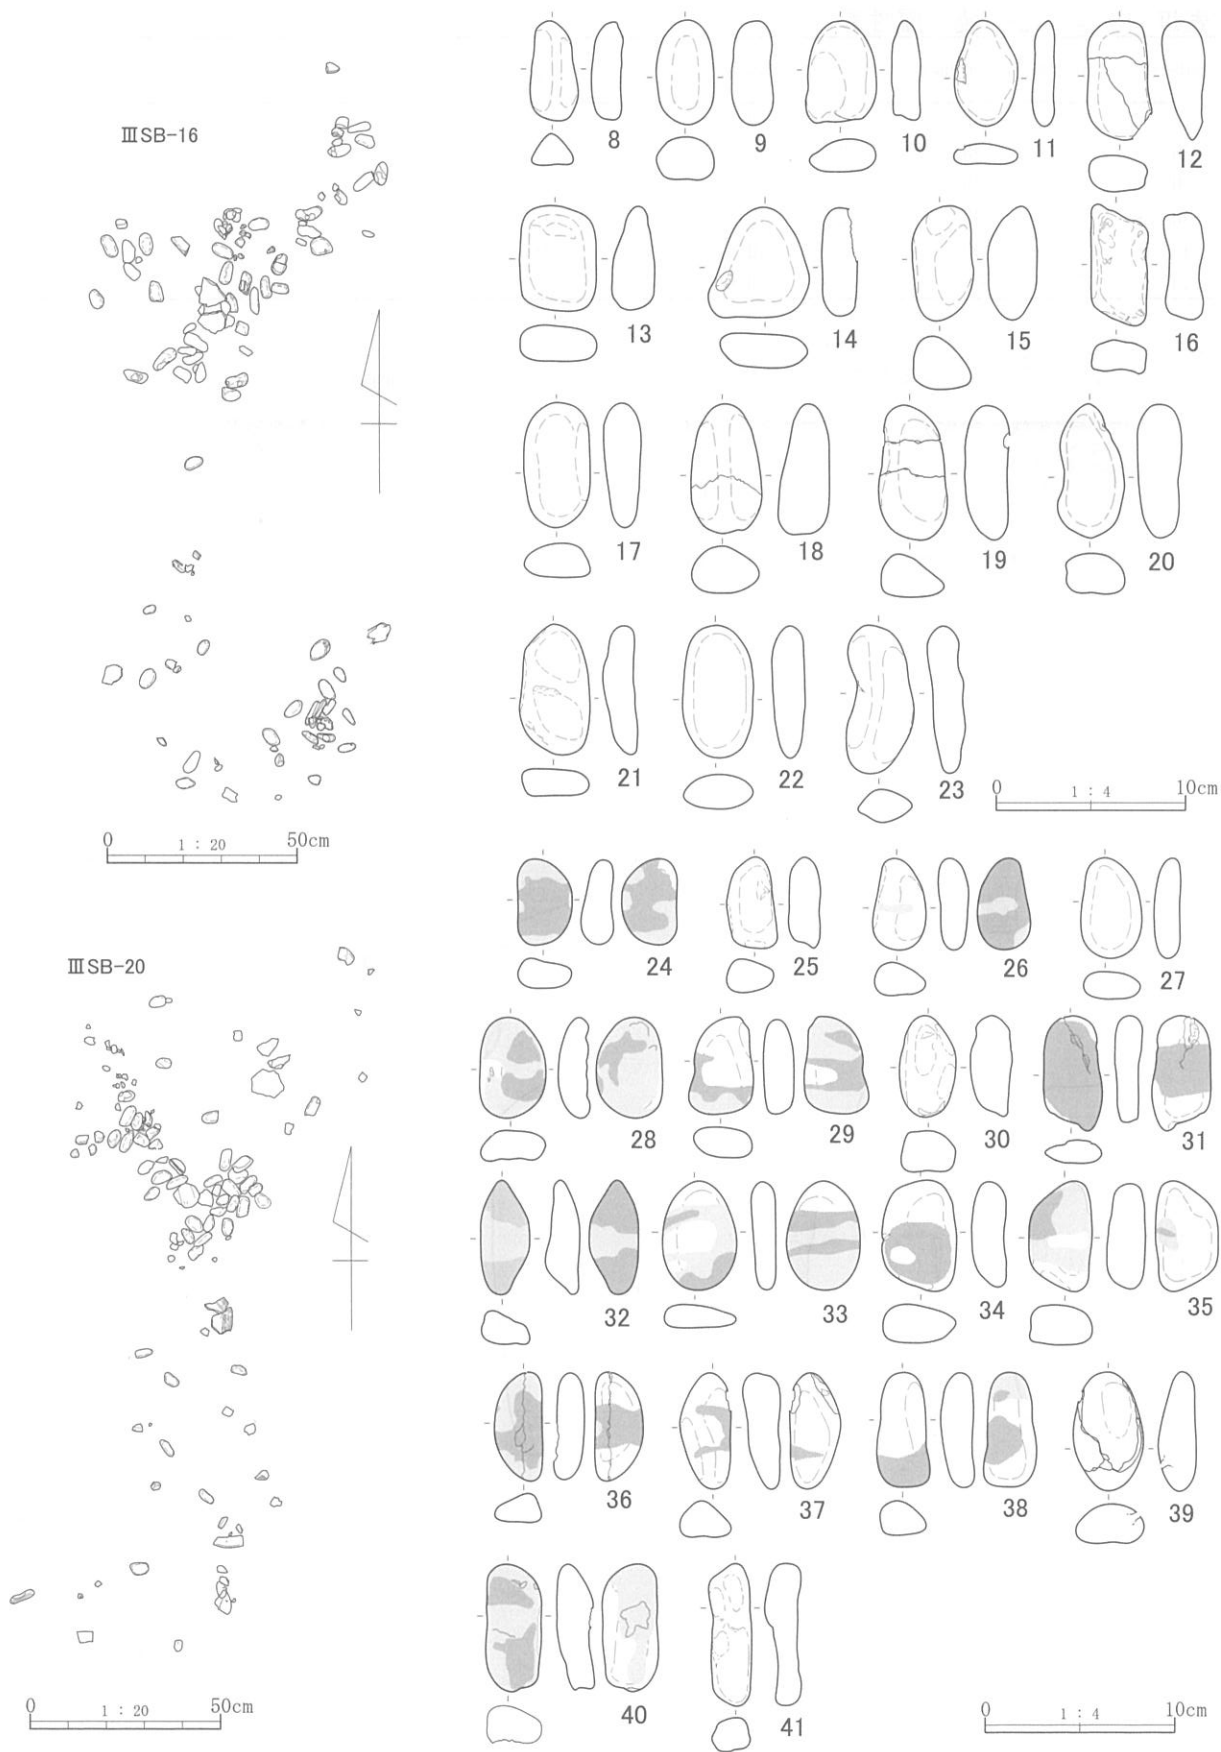 ⅢSB-16
8 9 10 11 12
13 14 15 16
17 18 19 20
21 22 23
0 1 : 4 10cm
0 1 : 20 50cm
ⅢSB-20
24 25 26 27
28 29 30 31
32 33 34 35
36 37 38 39
40 41
0 1 : 20 50cm
0 1 : 4 10cm